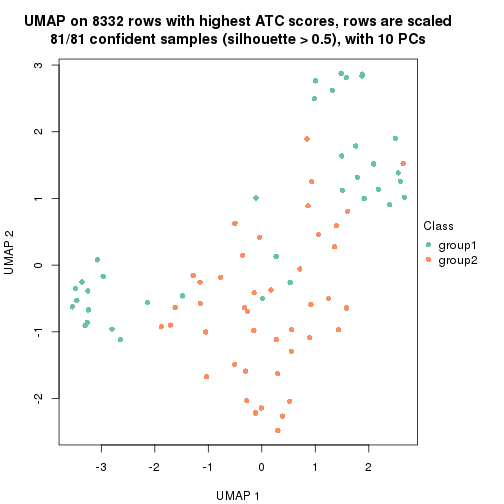 UMAP on 8332 rows with highest ATC scores, rows are scaled
81/81 confident samples (silhouette > 0.5), with 10 PCs
3
2
1
0
-1
-2
UMAP 2
Class
group1
group2
-3 -2 -1 0 1 2
UMAP 1